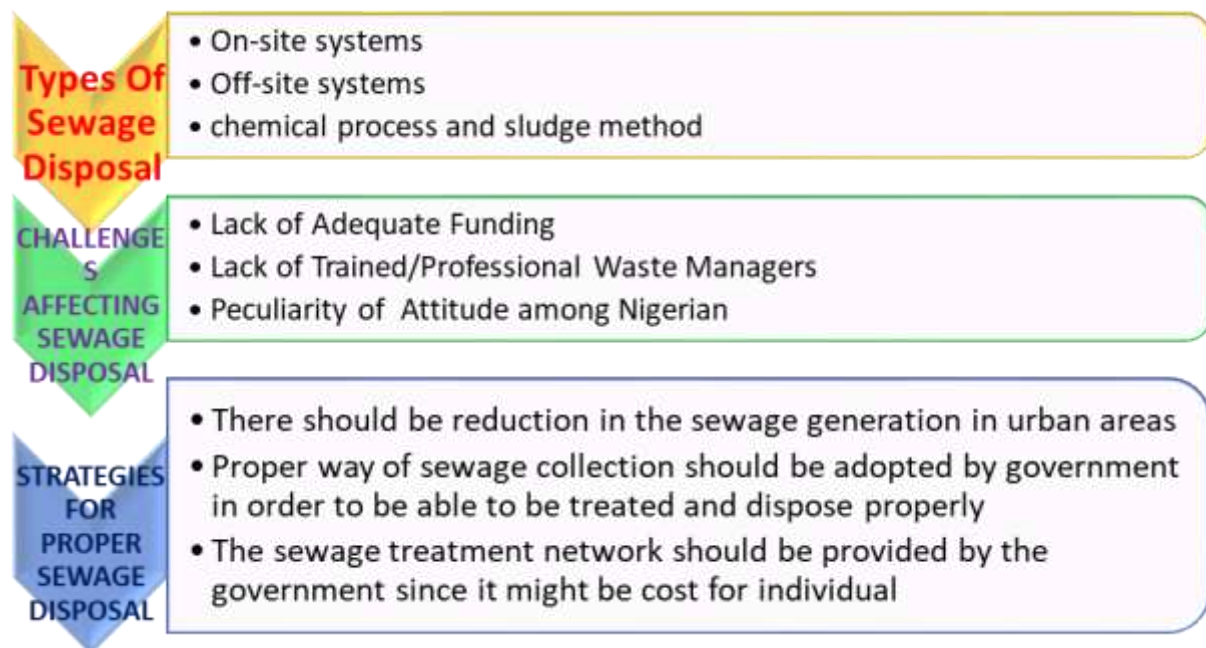 Types Of
Sewage
Disposal
• On-site systems
• Off-site systems
• chemical process and sludge method
CHALLENGE
S
AFFECTING
SEWAGE
DISPOSAL
• Lack of Adequate Funding
• Lack of Trained/Professional Waste Managers
• Peculiarity of Attitude among Nigerian
STRATEGIES
FOR
PROPER
SEWAGE
DISPOSAL
• There should be reduction in the sewage generation in urban areas
• Proper way of sewage collection should be adopted by government
in order to be able to be treated and dispose properly
• The sewage treatment network should be provided by the
government since it might be cost for individual